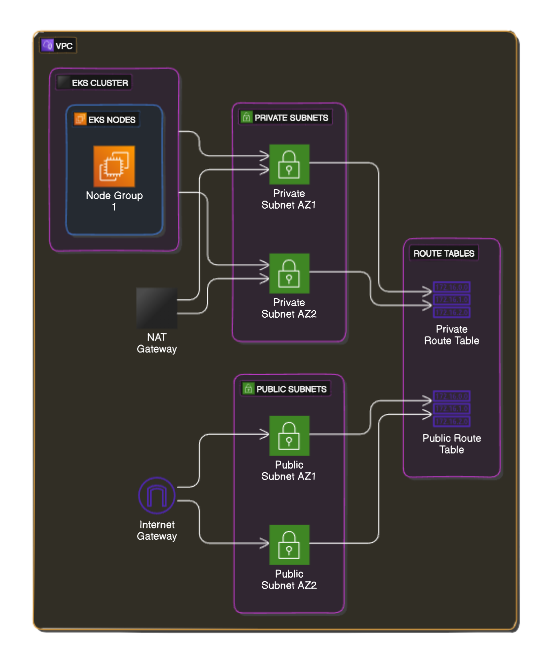 VPC
EKS CLUSTER
EKS NODES
Node Group
1
PRIVATE SUBNETS
Private
Subnet AZ1
Private
Subnet AZ2
NAT
Gateway
ROUTE TABLES
Private
Route Table
Public Route
Table
PUBLIC SUBNETS
Public
Subnet AZ1
Internet
Gateway
Public
Subnet AZ2